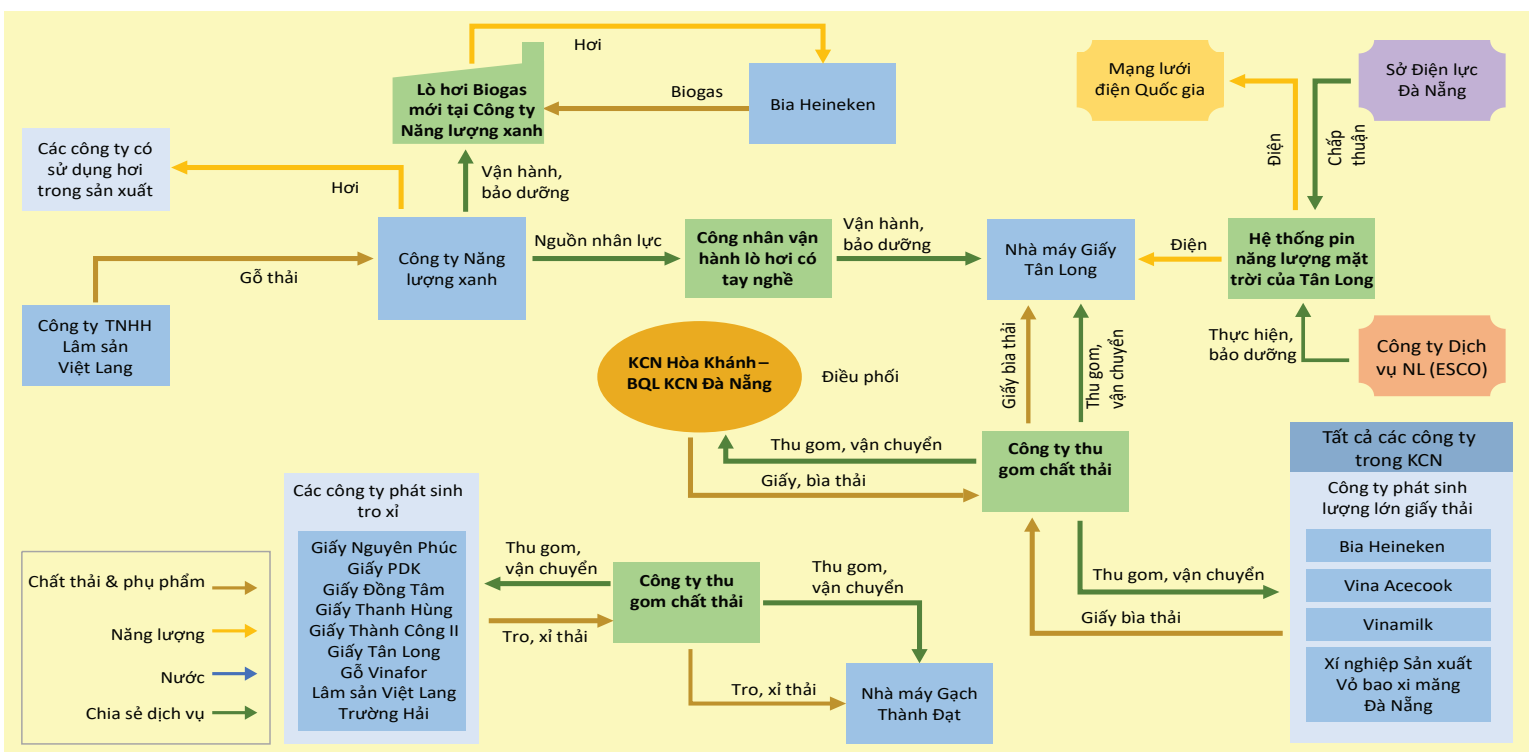 Hơi
Lò hơi Biogas
mới tại Công ty
Năng lượng xanh
Biogas
Bia Heineken
Mạng lưới
điện Quốc gia
Sở Điện lực
Đà Nẵng
Các công ty có
sử dụng hơi
trong sản xuất
Hơi
Vận hành,
bảo dưỡng
Điện
Chấp
thuận
Gỗ thải
Công ty Năng
lượng xanh
Nguồn nhân lực
Công nhân vận
hành lò hơi có
tay nghề
Vận hành,
bảo dưỡng
Nhà máy Giấy
Tân Long
Điện
Hệ thống pin
năng lượng mặt
trời của Tân Long
Công ty TNHH
Lâm sản
Việt Lang
Thực hiện,
bảo dưỡng
Công ty Dịch
vụ NL (ESCO)
KCN Hòa Khánh–
BQL KCN Đà Nẵng
Điều phối
Giấy bìa thải
Thu gom,
vận chuyển
Thu gom, vận chuyển
Giấy, bìa thải
Công ty thu
gom chất thải
Tất cả các công ty
trong KCN
Công ty phát sinh
lượng lớn giấy thải
Bia Heineken
Vina Acecook
Vinamilk
Xí nghiệp Sản xuất
Vỏ bao xi măng
Đà Nẵng
Thu gom, vận chuyển
Giấy bìa thải
Các công ty phát sinh
tro xỉ
Giấy Nguyên Phúc
Giấy PDK
Giấy Đồng Tâm
Giấy Thanh Hùng
Giấy Thành Công II
Giấy Tân Long
Gỗ Vinafor
Lâm sản Việt Lang
Trường Hải
Thu gom,
vận chuyển
Tro, xỉ thải
Công ty thu
gom chất thải
Thu gom,
vận chuyển
Tro, xỉ thải
Nhà máy Gạch
Thành Đạt
Chất thải & phụ phẩm
Năng lượng
Nước
Chia sẻ dịch vụ